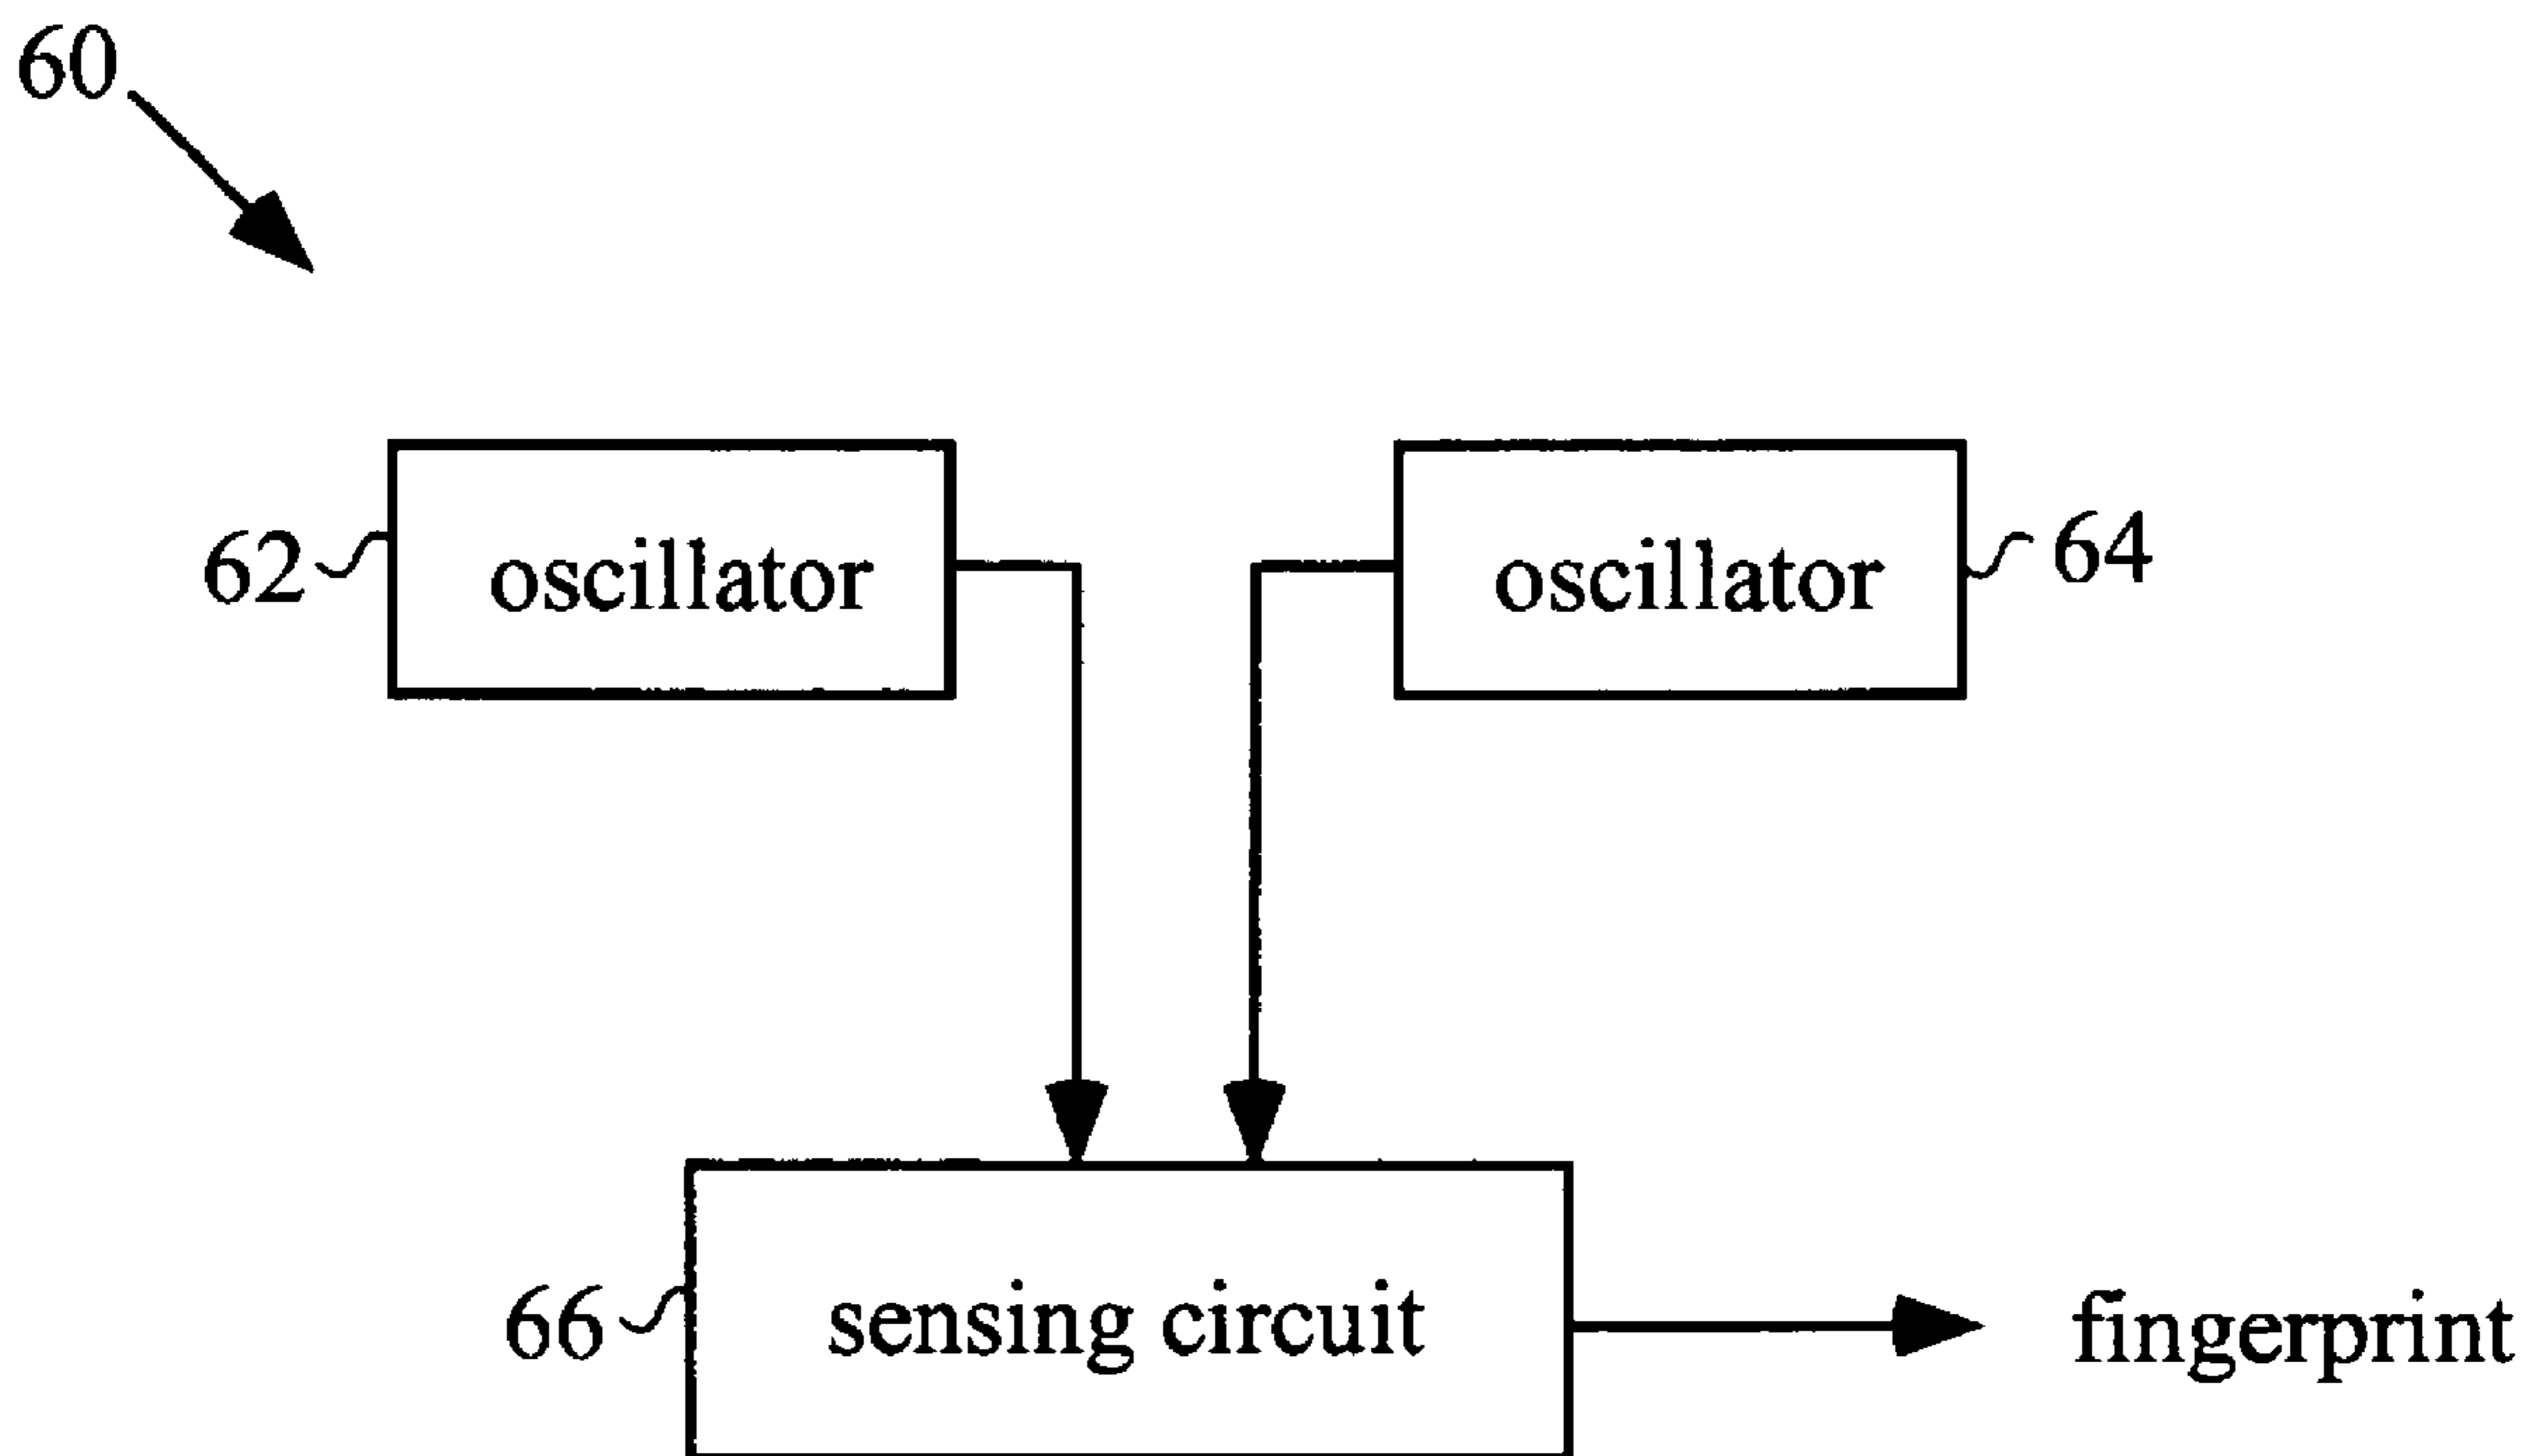 60
62 oscillator oscillator 64
66 sensing circuit fingerprint